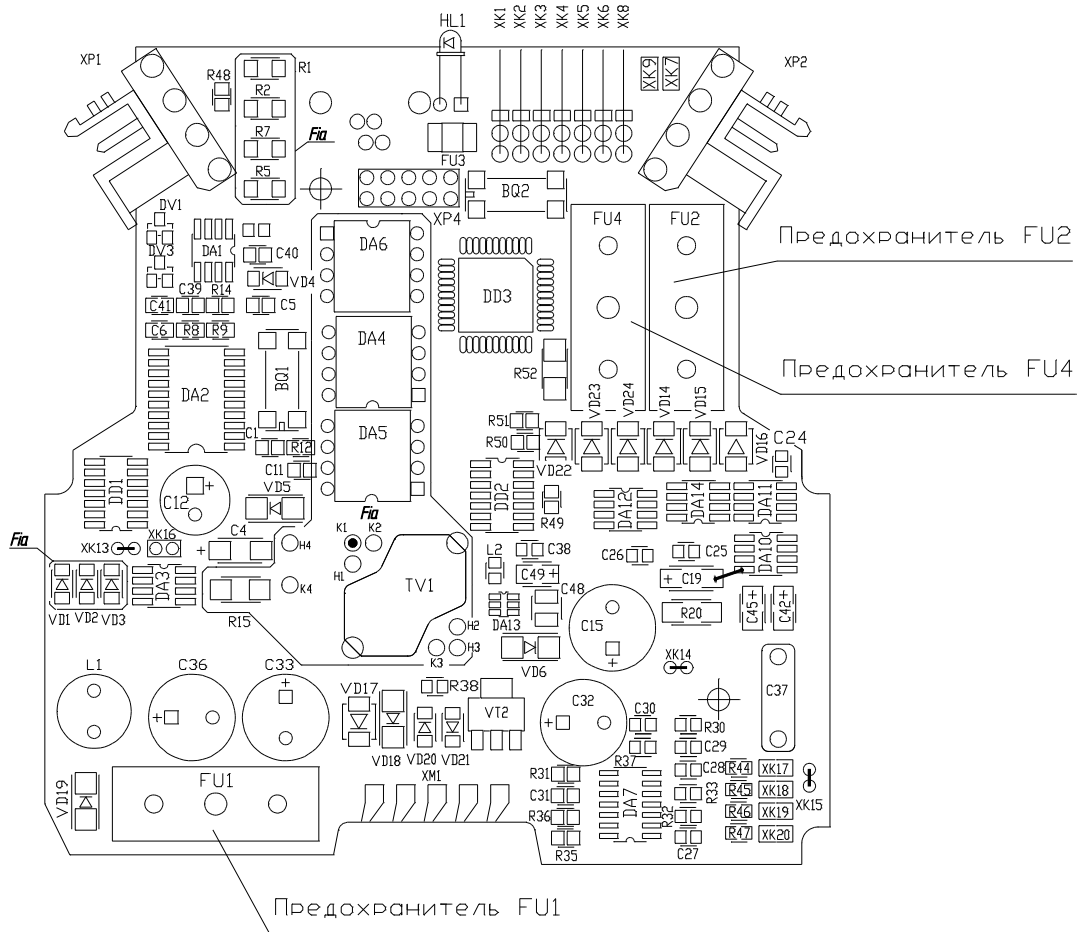 XK1 XK2 XK3 XK4 XK5 XK6 XK8
HL1
XP1
XK9 XK7
XP2
R48
R1
R2
R7
R5
Fia
FU3
BQ2
XP4
DV1
DV3
DA1
C40
VD4
C41 C39 R14 C5
C6 R8 R9
DA6
DD3
FU4 FU2
Предохранитель FU2
DA4
BQ1
DA2
R52
Предохранитель FU4
VD23 VD24 VD14 VD15
DA5
C1 R12
R51
R50
VD22
VD16
C24
C11
VD5
DD1
C12
DD2
R49
DA12
DA14
DA11
Fia
Fia
XK13
XK16
C4
H4
K1 K2
H1
K4
TV1
L2
C38
C26
C25
DA10
DA3
R15
C49
C48
C19
R20
C45
C42
DA13
VD1 VD2 VD3
H2
H3
K3
C15
VD6
XK14
L1
C36
C33
VD17
R38
VT2
C32
C30
R30
C29
C37
VD18
VD20
VD21
R37
XM1
R31
C28
R44 XK17
VD19
FU1
C31
DA7
R33
R45 XK18
XK15
R36
R32
R46 XK19
R35
C27
R47 XK20
Предохранитель FU1